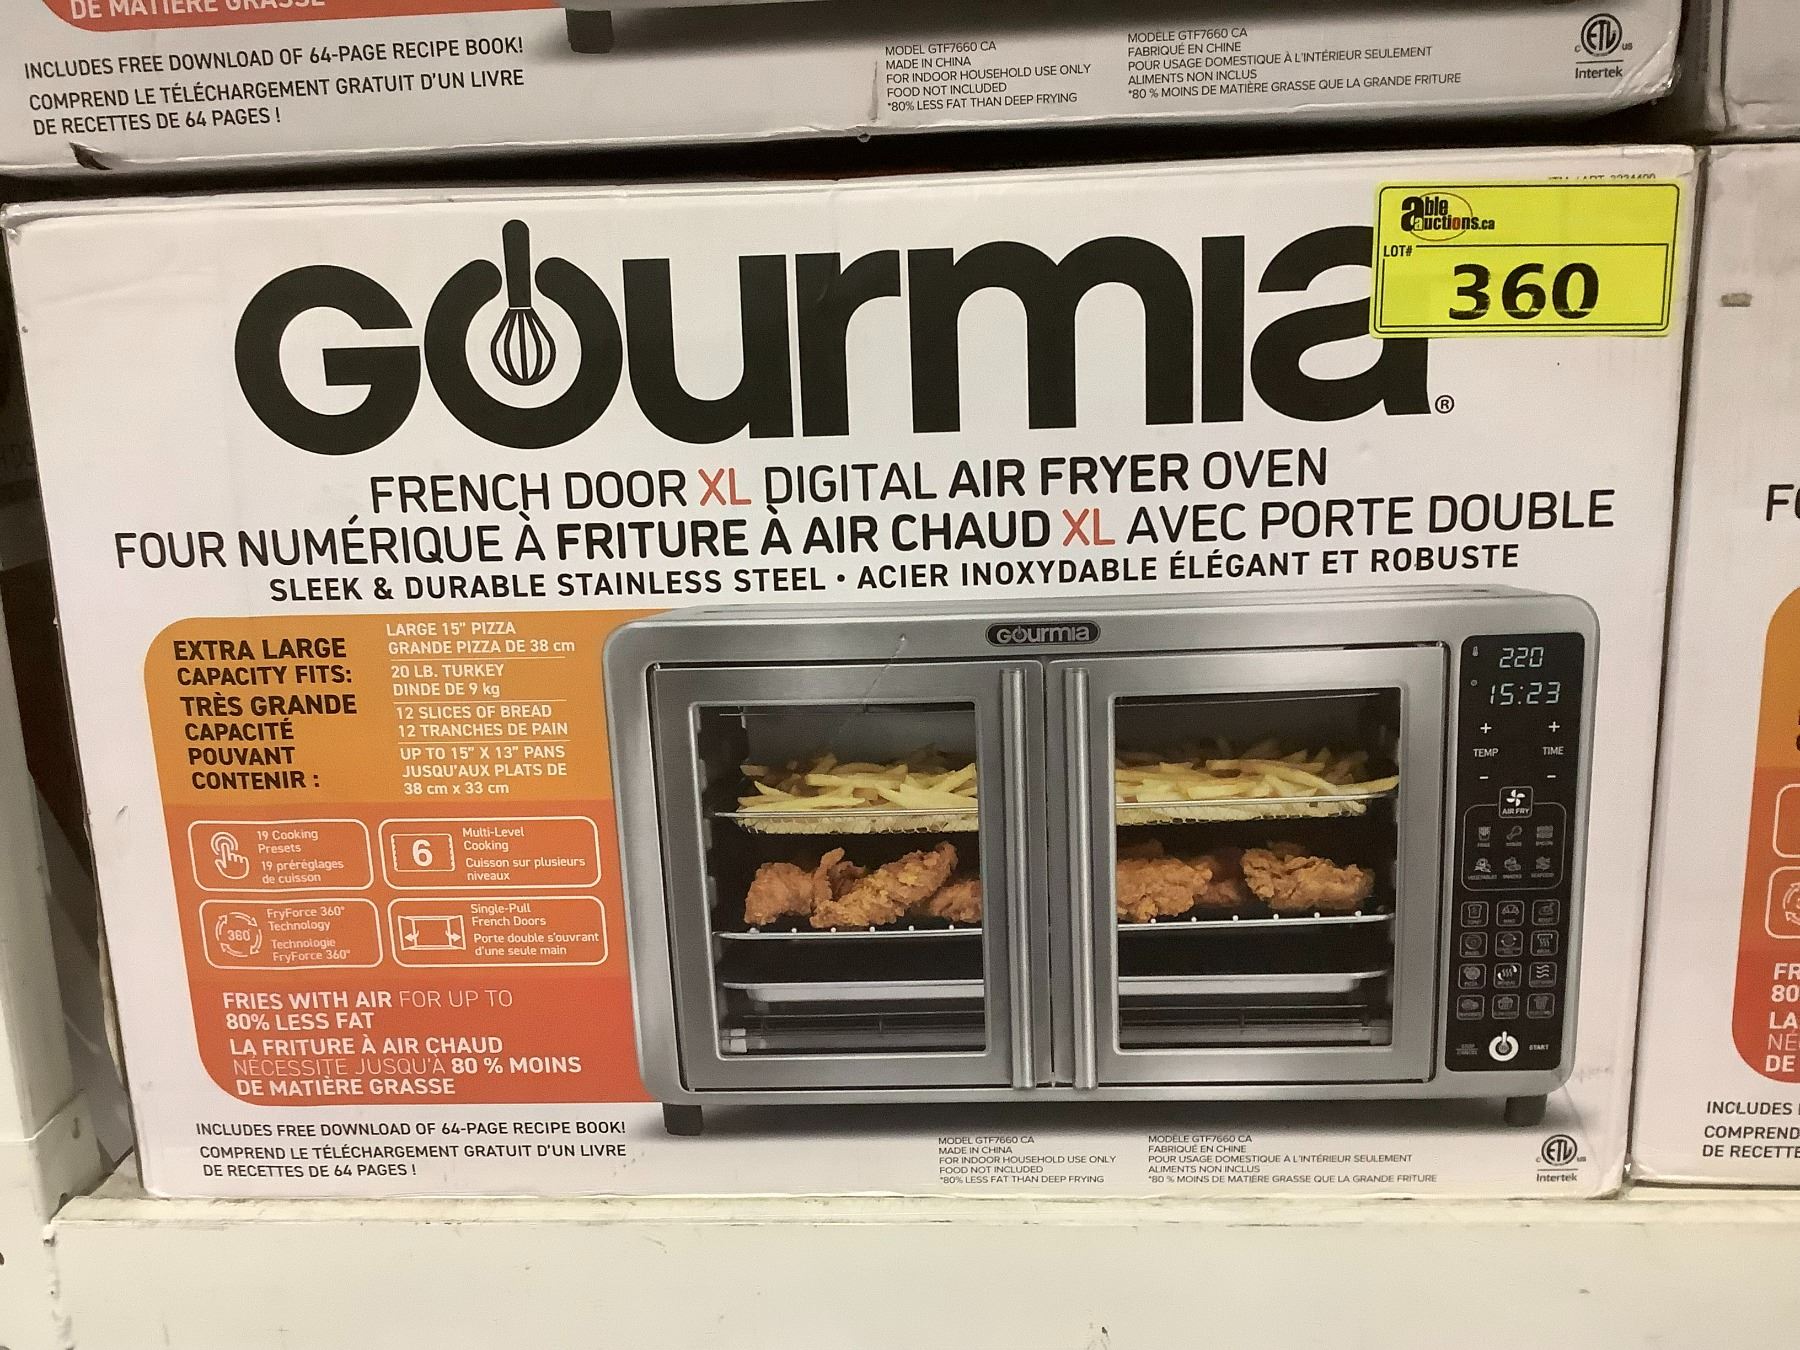 DE MATIÈRE GRASSE
INCLUDES FREE DOWNLOAD OF 64-PAGE RECIPE BOOK!
COMPREND LE TÉLÉCHARGEMENT GRATUIT D'UN LIVRE
DE RECETTES DE 64 PAGES !
MODEL GTF7660 CA
MADE IN CHINA
FOR INDOOR HOUSEHOLD USE ONLY
FOOD NOT INCLUDED
*80% LESS FAT THAN DEEP FRYING
MODÈLE GTF7660 CA
FABRIQUÉ EN CHINE
POUR USAGE DOMESTIQUE À L'INTÉRIEUR SEULEMENT
ALIMENTS NON INCLUS
*80 % MOINS DE MATIÈRE GRASSE QUE LA GRANDE FRITURE
C ETL US
Intertek
able
auctions.ca
LOT#
360
Gourmia®
FRENCH DOOR XL DIGITAL AIR FRYER OVEN
FOUR NUMÉRIQUE À FRITURE À AIR CHAUD XL AVEC PORTE DOUBLE
SLEEK & DURABLE STAINLESS STEEL • ACIER INOXYDABLE ÉLÉGANT ET ROBUSTE
EXTRA LARGE
CAPACITY FITS:
TRÈS GRANDE
CAPACITÉ
POUVANT
CONTENIR :
LARGE 15" PIZZA
GRANDE PIZZA DE 38 cm
20 LB. TURKEY
DINDE DE 9 kg
12 SLICES OF BREAD
12 TRANCHES DE PAIN
UP TO 15" X 13" PANS
JUSQU'AUX PLATS DE
38 cm x 33 cm
19 Cooking
Presets
19 préréglages
de cuisson
6
Multi-Level
Cooking
Cuisson sur plusieurs
niveaux
360°
FryForce 360°
Technology
Technologie
FryForce 360°
Single-Pull
French Doors
Porte double s'ouvrant
d'une seule main
FRIES WITH AIR FOR UP TO
80% LESS FAT
LA FRITURE À AIR CHAUD
NÉCESSITE JUSQU'À 80 % MOINS
DE MATIÈRE GRASSE
Gourmia
220
15:23
+ +
TEMP TIME
- -
AIR FRY
START
INCLUDES FREE DOWNLOAD OF 64-PAGE RECIPE BOOK!
COMPREND LE TÉLÉCHARGEMENT GRATUIT D'UN LIVRE
DE RECETTES DE 64 PAGES !
MODEL GTF7660 CA
MADE IN CHINA
FOR INDOOR HOUSEHOLD USE ONLY
FOOD NOT INCLUDED
*80% LESS FAT THAN DEEP FRYING
MODÈLE GTF7660 CA
FABRIQUÉ EN CHINE
POUR USAGE DOMESTIQUE À L'INTÉRIEUR SEULEMENT
ALIMENTS NON INCLUS
*80 % MOINS DE MATIÈRE GRASSE QUE LA GRANDE FRITURE
C ETL US
Intertek
FR
80
LA
NÉ
DE
INCLUDES
COMPREND
DE RECETTE